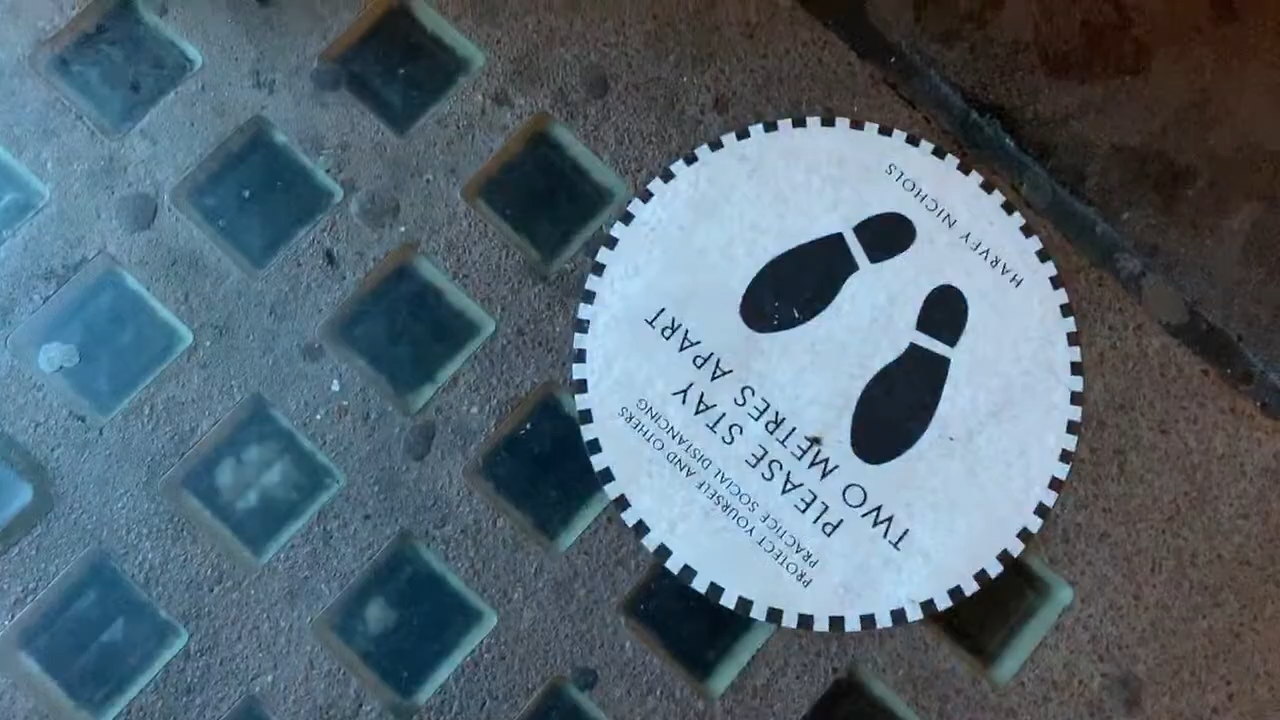 PROTECT YOURSELF AND OTHERS
PRACTICE SOCIAL DISTANCING
PLEASE STAY
TWO METRES APART
HARVEY NICHOLS